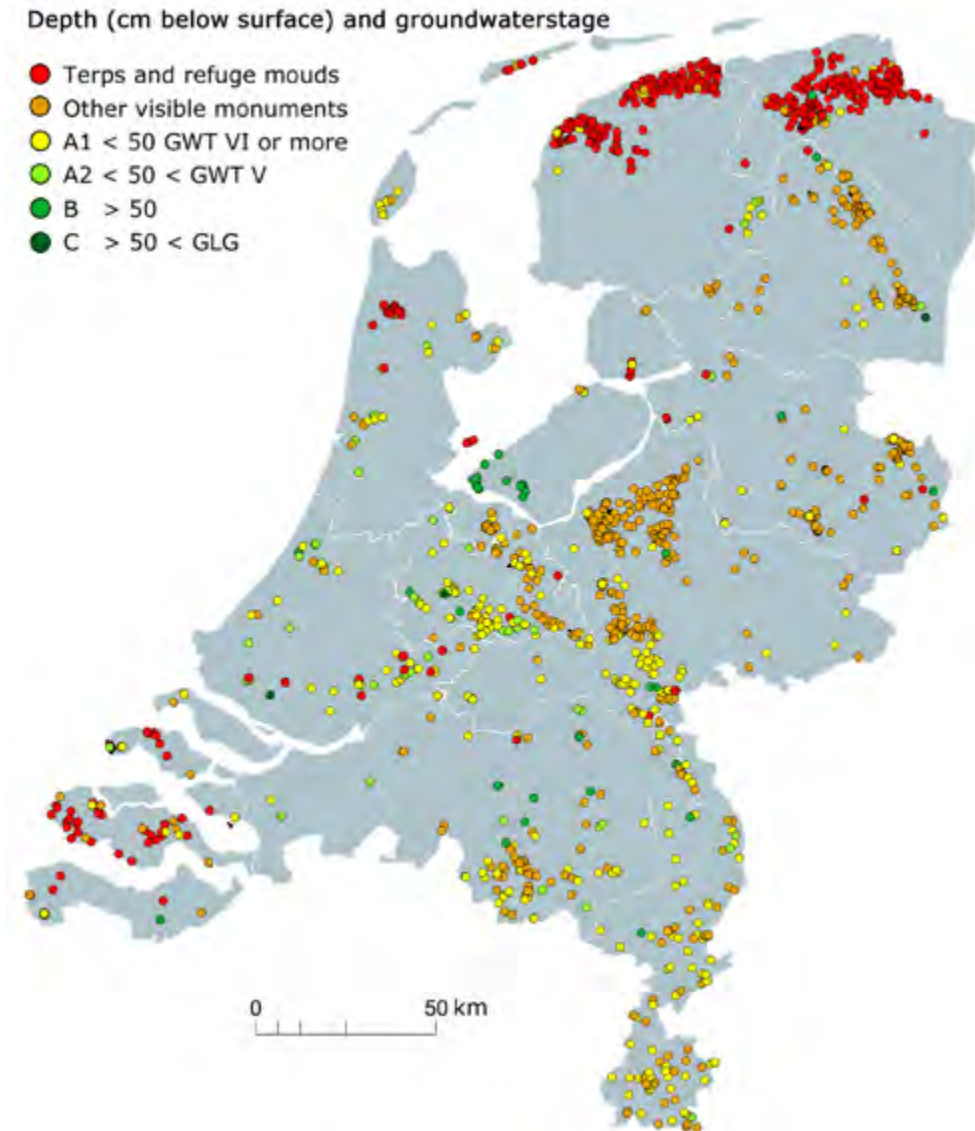 Depth (cm below surface) and groundwaterstage
Terps and refuge mouds
Other visible monuments
A1 < 50 GWT VI or more
A2 < 50 < GWT V
B > 50
C > 50 < GLG
0 50 km